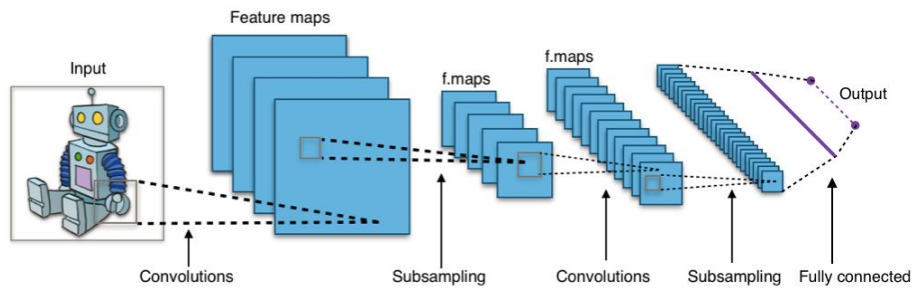 Feature maps
Input
f.maps
f.maps
Output
Convolutions
Subsampling
Convolutions
Subsampling
Fully connected